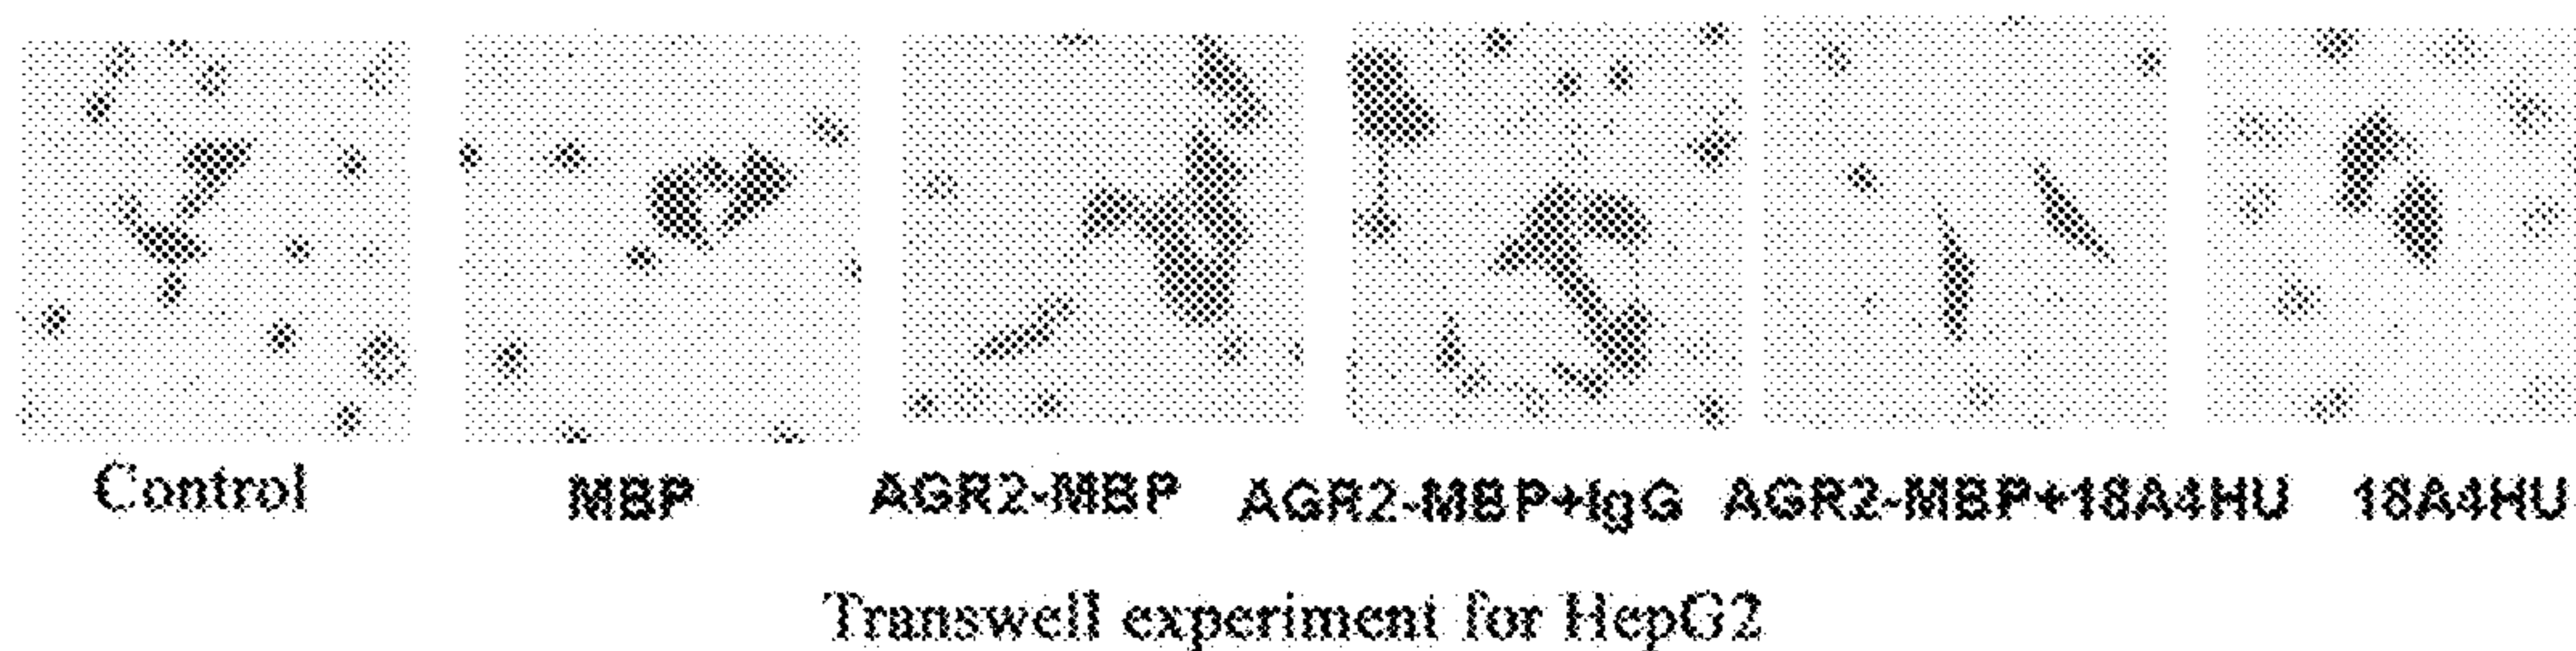 Control MBP AGR2-MBP AGR2-MBP+IgG AGR2-MBP+18A4HU 18A4HU
Transwell experiment for HepG2